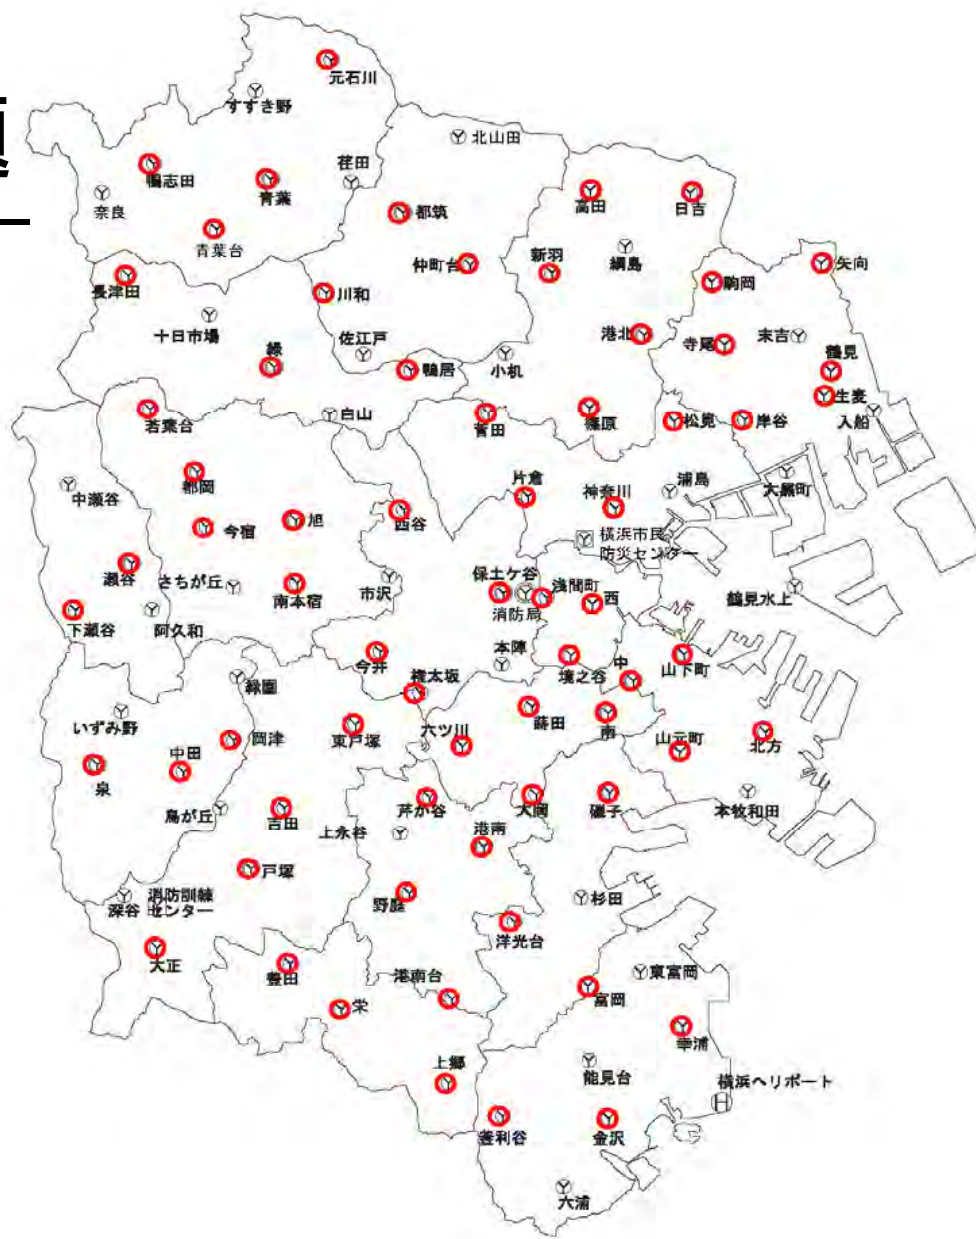 元石川
すすき野
北山田
荏田
鴨志田
青葉
奈良
都筑
高田
日吉
青葉台
仲町台
新羽
綱島
矢向
長津田
川和
駒岡
十日市場
佐江戸
港北
寺尾
末吉
緑
鴨居
小机
鶴見
生麦
若葉台
白山
菅田
篠原
松見
岸谷
入船
中瀬谷
都岡
片倉
神奈川
浦島
大黒町
今宿
旭
西谷
横浜市民
防災センター
瀬谷
さちが丘
南本宿
市沢
保土ケ谷
浅間町
西
鶴見水上
消防局
下瀬谷
阿久和
今井
本陣
境之谷
中
山下町
緑園
権太坂
いずみ野
岡津
東戸塚
六ツ川
蒔田
南
山元町
北方
中田
泉
鳥が丘
吉田
芹が谷
大岡
磯子
本牧和田
上永谷
港南
戸塚
野庭
杉田
深谷
消防訓練
センター
洋光台
大正
豊田
港南台
東富岡
栄
富岡
幸浦
上郷
能見台
横浜ヘリポート
釜利谷
金沢
六浦